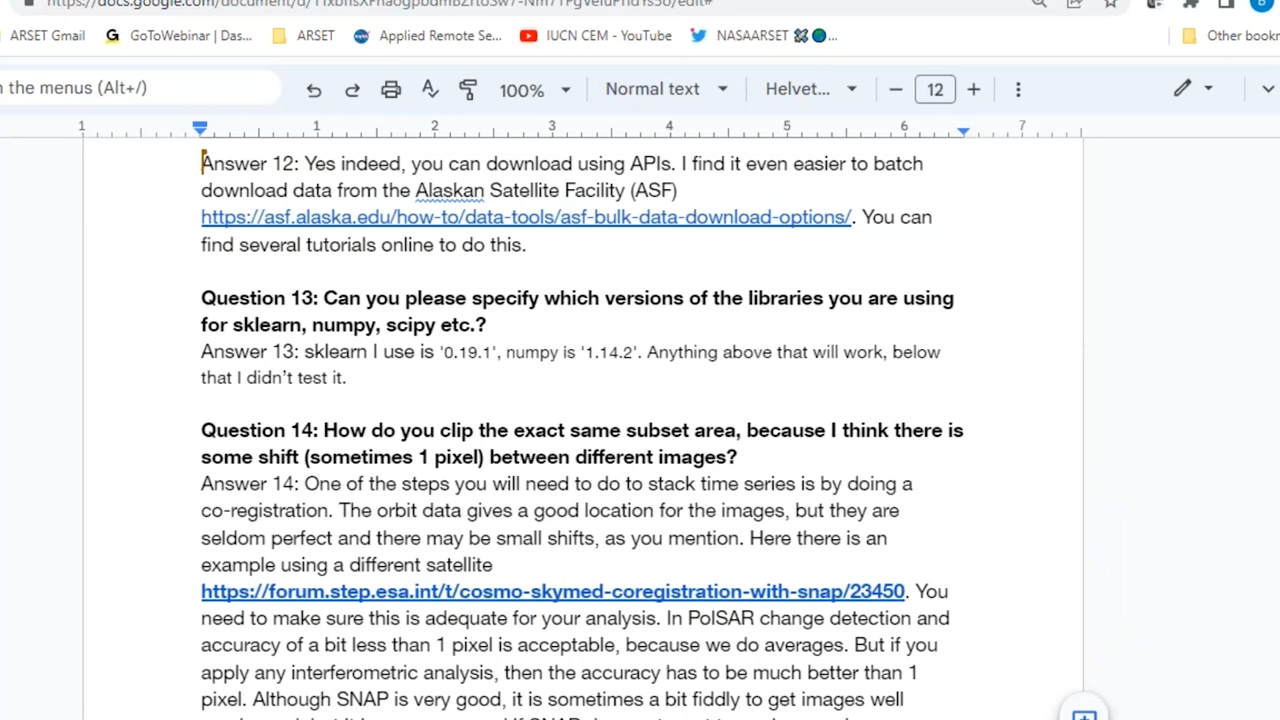 ARSET Gmail GoToWebinar | Das... ARSET Applied Remote Se... IUCN CEM - YouTube NASAARSET Other bookr
n the menus (Alt+/) 100% Normal text Helvet... 12
1 1 2 3 4 5 6 7
Answer 12: Yes indeed, you can download using APIs. I find it even easier to batch
download data from the Alaskan Satellite Facility (ASF)
https://asf.alaska.edu/how-to/data-tools/asf-bulk-data-download-options/. You can
find several tutorials online to do this.
Question 13: Can you please specify which versions of the libraries you are using
for sklearn, numpy, scipy etc.?
Answer 13: sklearn I use is '0.19.1', numpy is '1.14.2'. Anything above that will work, below
that I didn’t test it.
Question 14: How do you clip the exact same subset area, because I think there is
some shift (sometimes 1 pixel) between different images?
Answer 14: One of the steps you will need to do to stack time series is by doing a
co-registration. The orbit data gives a good location for the images, but they are
seldom perfect and there may be small shifts, as you mention. Here there is an
example using a different satellite
https://forum.step.esa.int/t/cosmo-skymed-coregistration-with-snap/23450. You
need to make sure this is adequate for your analysis. In PolSAR change detection and
accuracy of a bit less than 1 pixel is acceptable, because we do averages. But if you
apply any interferometric analysis, then the accuracy has to be much better than 1
pixel. Although SNAP is very good, it is sometimes a bit fiddly to get images well